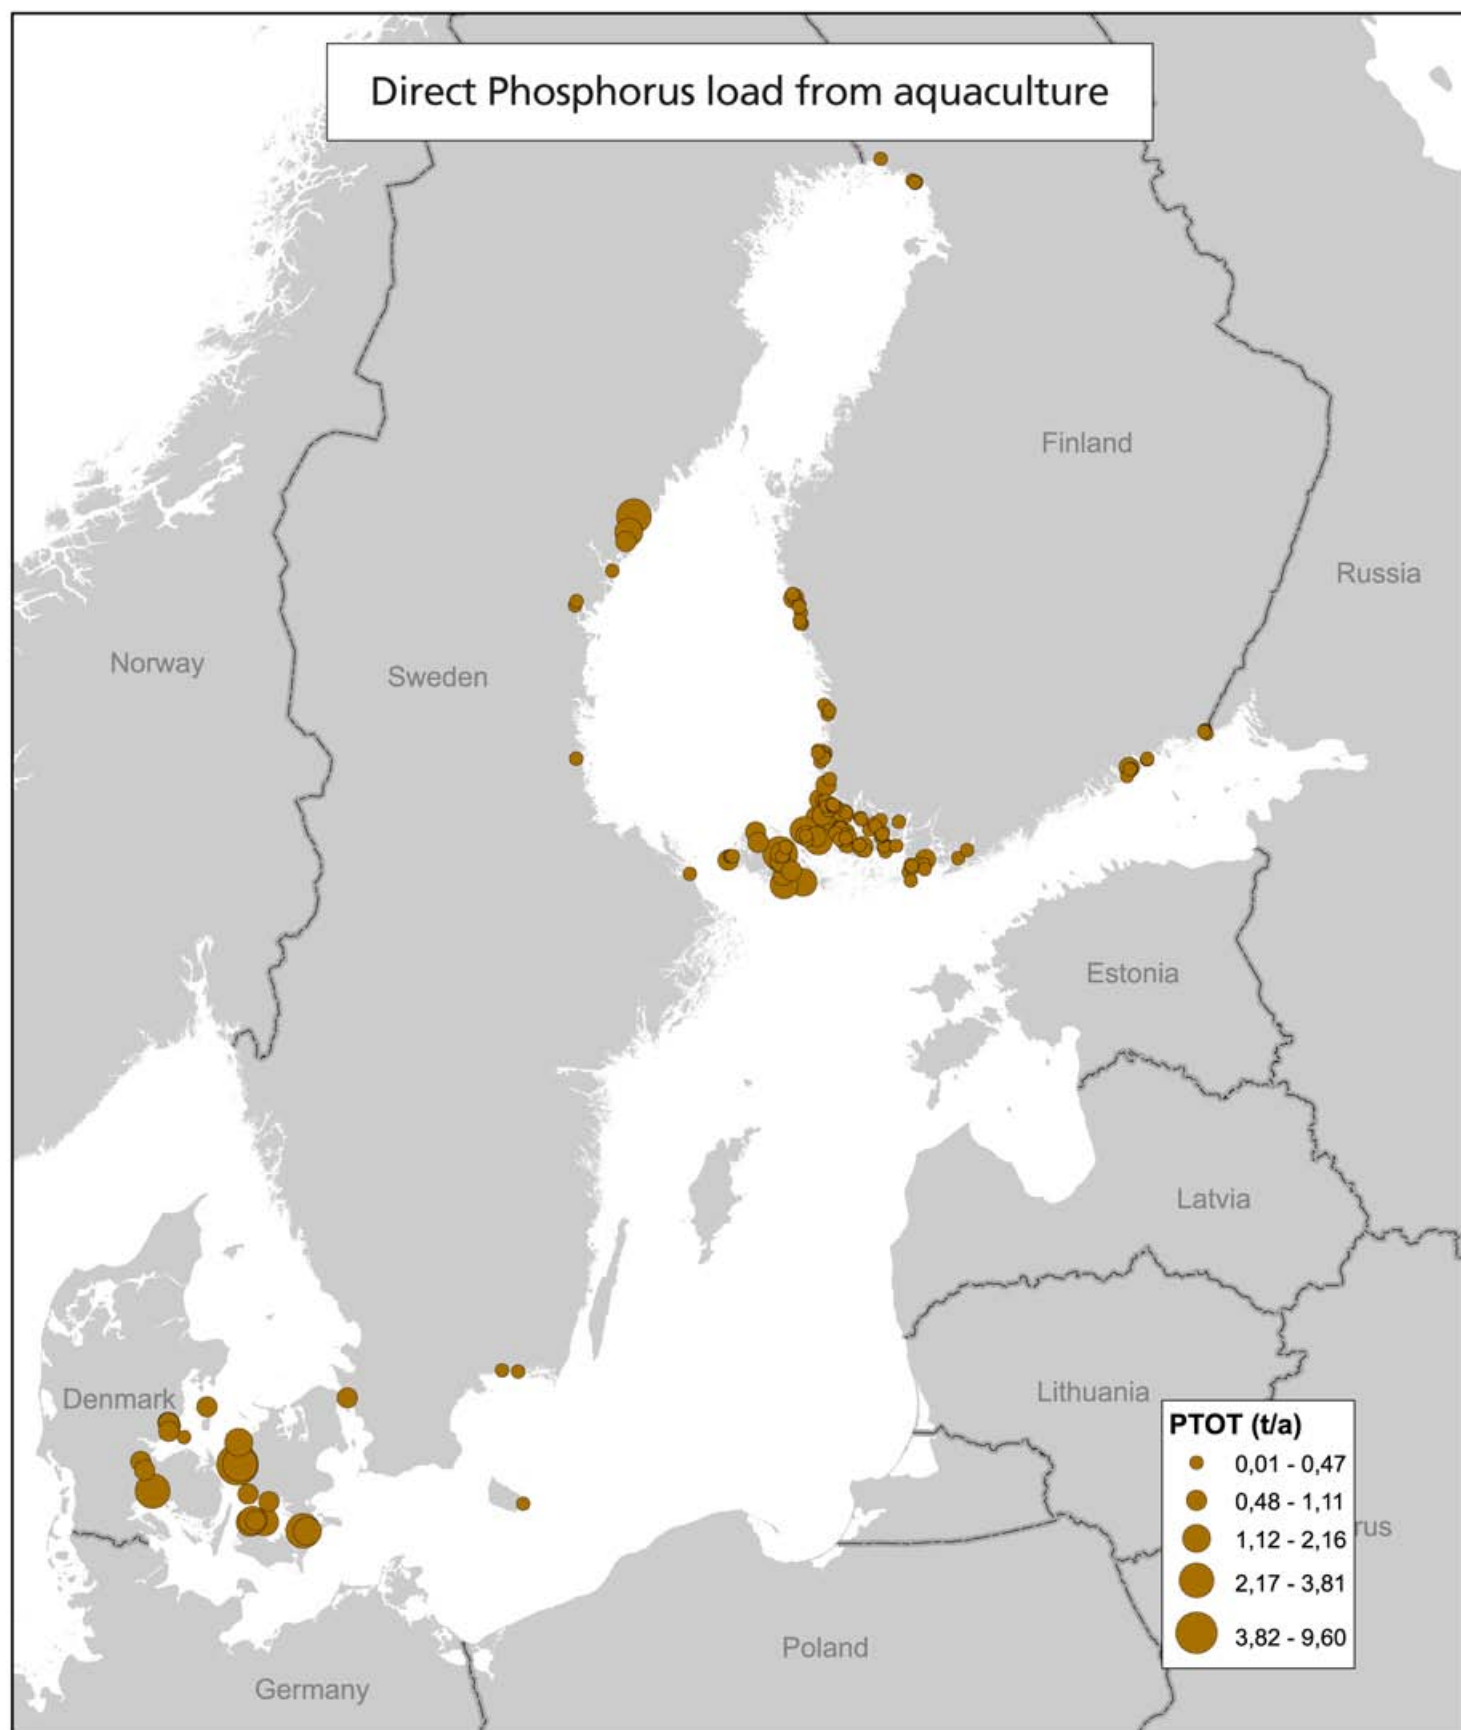 Direct Phosphorus load from aquaculture
Finland
Russia
Norway
Sweden
Estonia
Latvia
Lithuania
Denmark
PTOT (t/a)
0,01 - 0,47
0,48 - 1,11
1,12 - 2,16
2,17 - 3,81
3,82 - 9,60
rus
Poland
Germany